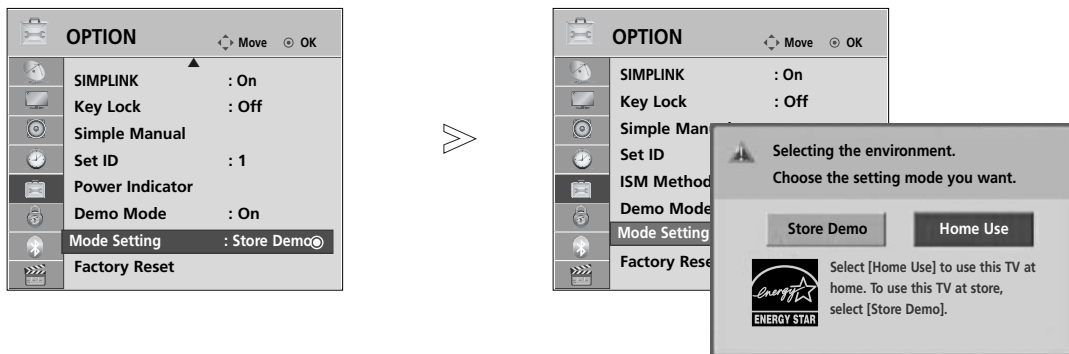 OPTION
Move OK
SIMPLINK : On
Key Lock : Off
Simple Manual
Set ID : 1
Power Indicator
Demo Mode : On
Mode Setting : Store Demo
Factory Reset
OPTION
Move OK
SIMPLINK : On
Key Lock : Off
Simple Man
Set ID
ISM Method
Demo Mode
Mode Setting
Factory Rese
Selecting the environment.
Choose the setting mode you want.
Store Demo
Home Use
energy
ENERGY STAR
Select [Home Use] to use this TV at
home. To use this TV at store,
select [Store Demo].